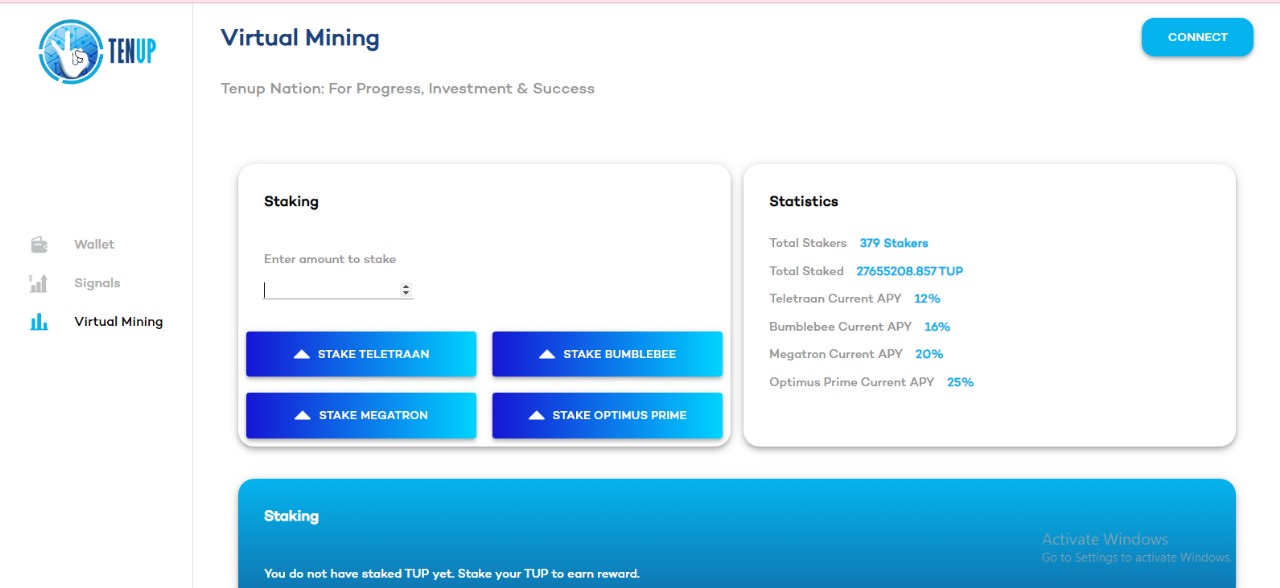 TENUP
Virtual Mining
CONNECT
Tenup Nation: For Progress, Investment & Success
Wallet
Signals
Virtual Mining
Staking
Enter amount to stake
STAKE TELETRAAN
STAKE BUMBLEBEE
STAKE MEGATRON
STAKE OPTIMUS PRIME
Statistics
Total Stakers 379 Stakers
Total Staked 27655208.857 TUP
Teletraan Current APY 12%
Bumblebee Current APY 16%
Megatron Current APY 20%
Optimus Prime Current APY 25%
Staking
You do not have staked TUP yet. Stake your TUP to earn reward.
Activate Windows
Go to Settings to activate Windows.